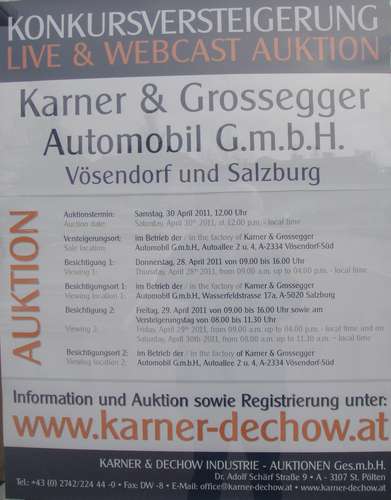 KONKURSVERSTEIGERUNG
LIVE & WEBCAST AUKTION
Karner & Grossegger
Automobil G.m.b.H.
Vösendorf und Salzburg
AUKTION
Auktionstermin: Samstag, 30 April 2011, 12.00 Uhr
Auction date: Saturday, April 30th 2011, at 12.00 p.m. - local time
Versteigerungsort: im Betrieb der / in the factory of Karner & Grossegger
Sale location: Automobil G.m.b.H, Autoallee 2 u. 4, A-2334 Vösendorf-Süd
Besichtigung 1: Donnerstag, 28. April 2011 von 09.00 bis 16.00 Uhr
Viewing 1: Thursday, April 28th 2011, from 09.00 a.m. up to 04.00 p.m. - local time
Besichtigungsort 1: im Betrieb der / in the factory of Karner & Grossegger
Viewing location 1: Automobil G.m.b.H, Wasserfeldstrasse 17a, A-5020 Salzburg
Besichtigung 2: Freitag, 29. April 2011 von 09.00 bis 16.00 Uhr sowie am
Versteigerungstag von 08.00 bis 11.30 Uhr
Viewing 2: Friday, April 29th 2011, from 09.00 a.m. up to 04.00 p.m. - local time and on
Saturday, April 30th 2011, from 08.00 a.m. up to 11.30 a.m. - local time
Besichtigungsort 2: im Betrieb der / in the factory of Karner & Grossegger
Viewing location 2: Automobil G.m.b.H., Autoallee 2 u. 4, A-2334 Vösendorf-Süd
Information und Auktion sowie Registrierung unter:
www.karner-dechow.at
KARNER & DECHOW INDUSTRIE - AUKTIONEN Ges.m.b.H.
Dr. Adolf Schärf Straße 9 • A - 3107 St. Pölten
Tel.: +43 (0) 2742/224 44 -0 • Fax: DW -8 • E-Mail: office@karner-dechow.at • www.karner-dechow.at